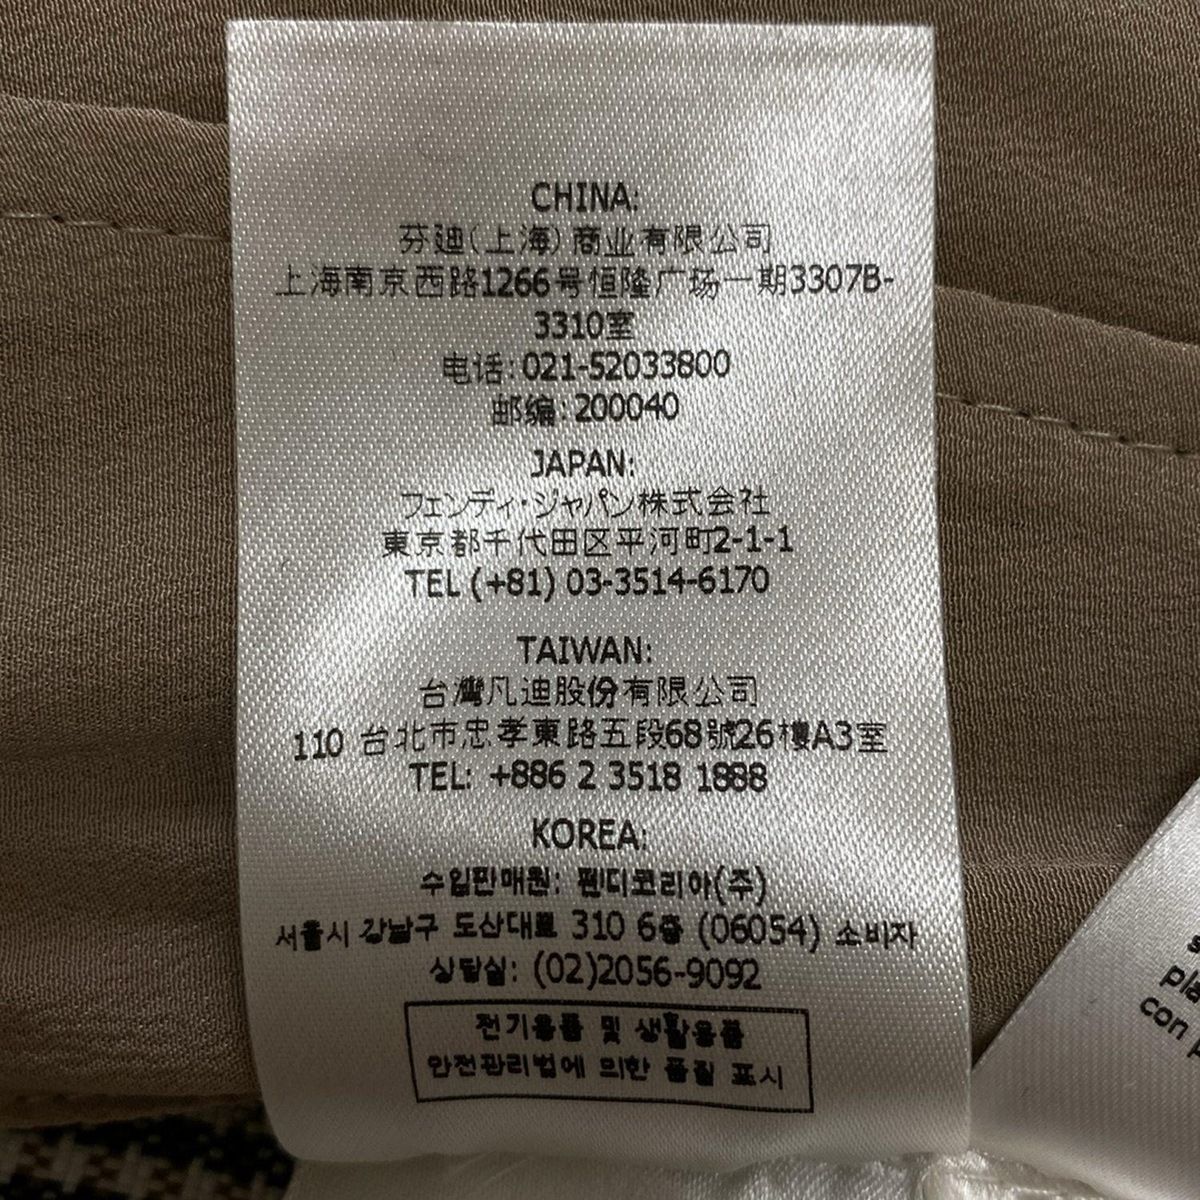 CHINA:
芬迪(上海)商业有限公司
上海南京西路1266号恒隆广场一期3307B-
3310室
电话:021-52033800
邮编:200040
JAPAN:
フェンディ・ジャパン株式会社
東京都千代田区平河町2-1-1
TEL (+81) 03-3514-6170
TAIWAN:
台灣凡迪股份有限公司
110 台北市忠孝東路五段68號26樓A3室
TEL: +886 2 3518 1888
KOREA:
수입판매원: 펜디코리아(주)
서울시 강남구 도산대로 310 6층 (06054) 소비자
상담실: (02)2056-9092
전기용품 및 생활용품
안전관리법에 의한 품질 표시
con